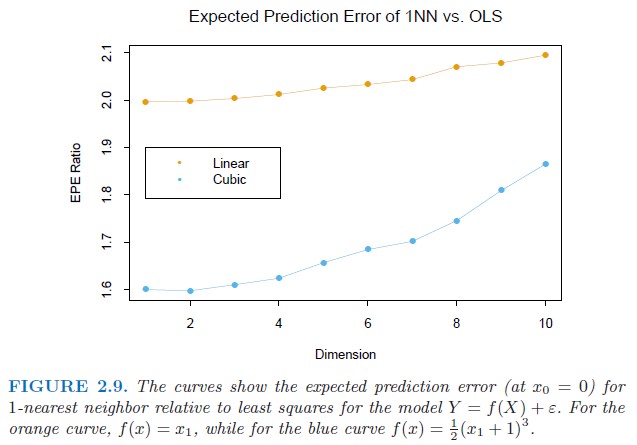 Expected Prediction Error of 1NN vs. OLS
2.1
2.0
1.9
1.8
1.7
1.6
EPE Ratio
Linear
Cubic
2 4 6 8 10
Dimension
FIGURE 2.9. The curves show the expected prediction error (at x₀ = 0) for
1-nearest neighbor relative to least squares for the model Y = f(X) + ε. For the
orange curve, f(x) = x₁, while for the blue curve f(x) = ½(x₁ + 1)³.